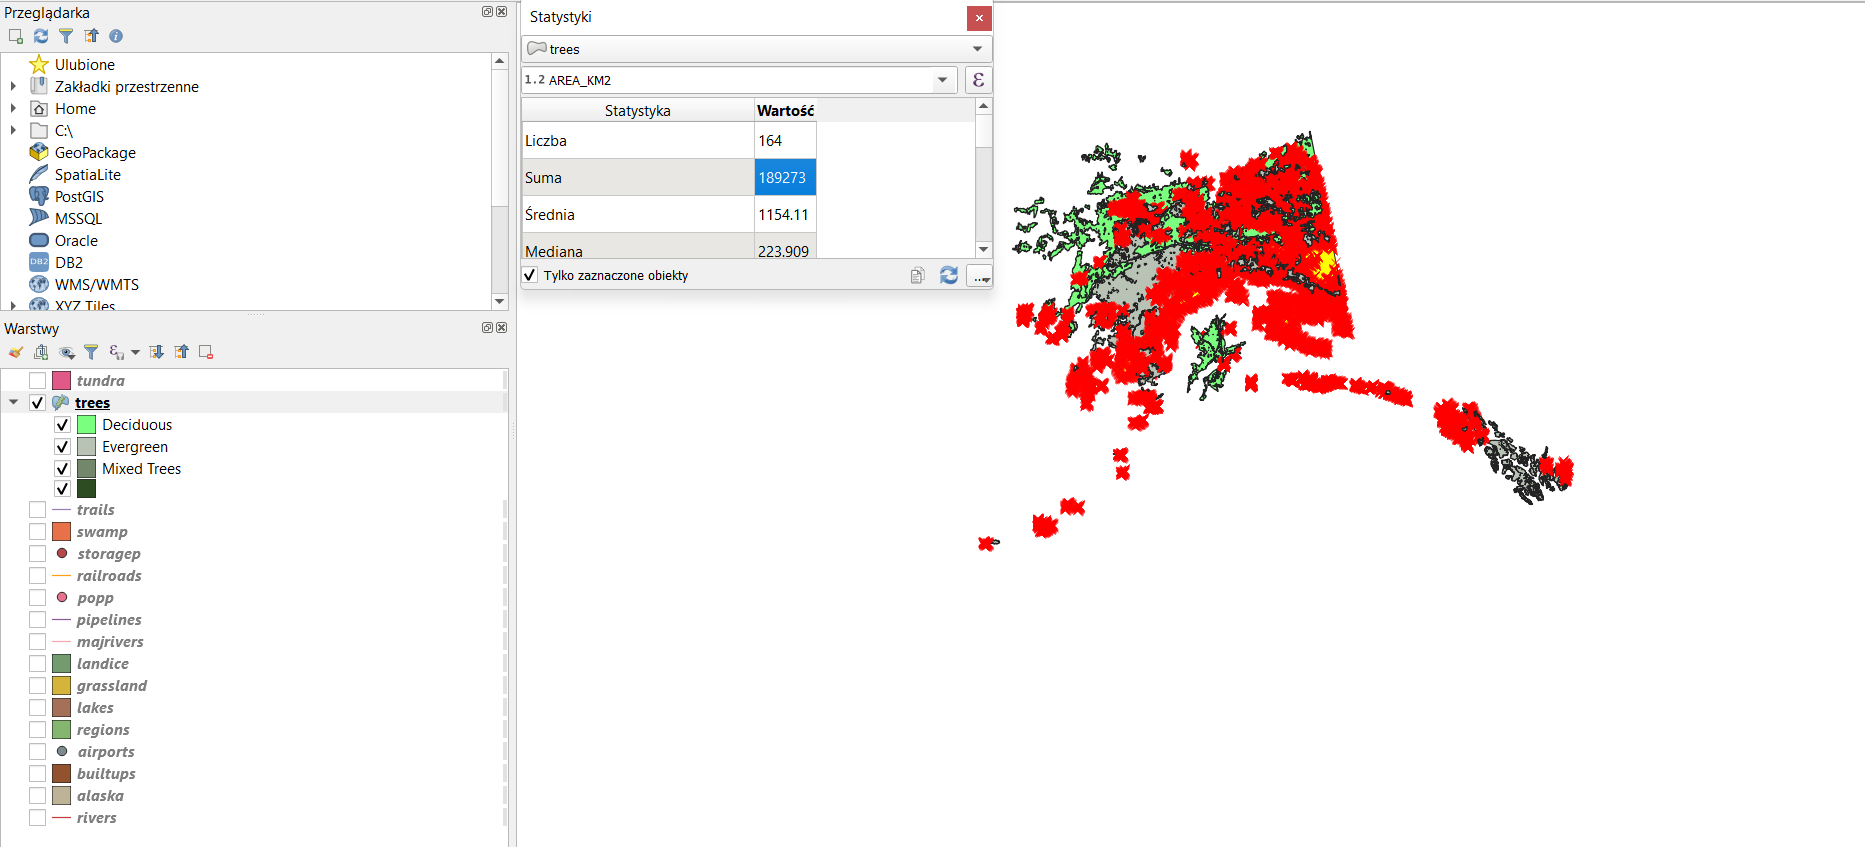 Przeglądarka
Ulubione
Zakładki przestrzenne
Home
C:\
GeoPackage
SpatiaLite
PostGIS
MSSQL
Oracle
DB2
DB2
WMS/WMTS
XYZ Tiles
Warstwy
tundra
trees
Deciduous
Evergreen
Mixed Trees
trails
swamp
storagep
railroads
popp
pipelines
majrivers
landice
grassland
lakes
regions
airports
builtups
alaska
rivers
Statystyki
trees
1.2 AREA_KM2
ε
Statystyka Wartość
Liczba 164
Suma 189273
Średnia 1154.11
Mediana 223.909
Tylko zaznaczone obiekty
...